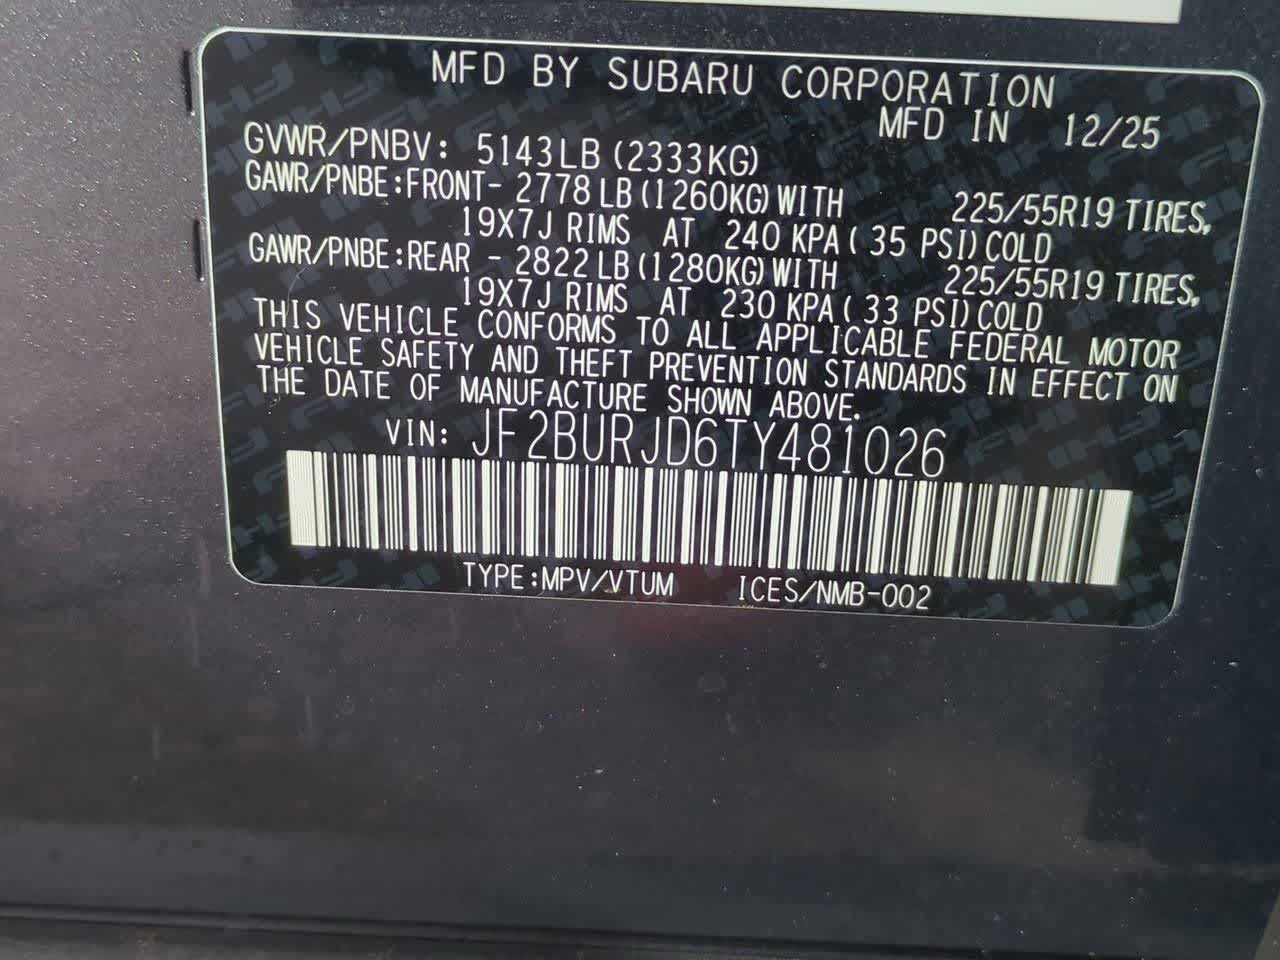 MFD BY SUBARU CORPORATION
MFD IN 12/25
GVWR/PNBV: 5143LB (2333KG)
GAWR/PNBE:FRONT- 2778 LB(1260KG) WITH 225/55R19 TIRES,
19X7J RIMS AT 240 KPA ( 35 PSI) COLD
GAWR/PNBE:REAR - 2822 LB(1280KG) WITH 225/55R19 TIRES,
19X7J RIMS AT 230 KPA ( 33 PSI) COLD
THIS VEHICLE CONFORMS TO ALL APPLICABLE FEDERAL MOTOR
VEHICLE SAFETY AND THEFT PREVENTION STANDARDS IN EFFECT ON
THE DATE OF MANUFACTURE SHOWN ABOVE.
VIN: JF2BURJD6TY481026
TYPE:MPV/VTUM ICES/NMB-002